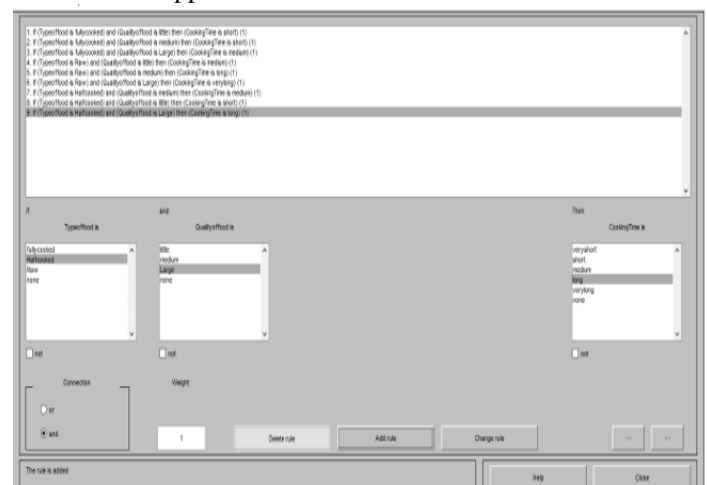 1. If (Typeoffood is fullycooked) and (Qualityoffood is little) then (CookingTime is short) (1)
2. If (Typeoffood is fullycooked) and (Qualityoffood is medium) then (CookingTime is short) (1)
3. If (Typeoffood is fullycooked) and (Qualityoffood is Large) then (CookingTime is medium) (1)
4. If (Typeoffood is Raw) and (Qualityoffood is little) then (CookingTime is medium) (1)
5. If (Typeoffood is Raw) and (Qualityoffood is medium) then (CookingTime is long) (1)
6. If (Typeoffood is Raw) and (Qualityoffood is Large) then (CookingTime is verylong) (1)
7. If (Typeoffood is Halfcooked) and (Qualityoffood is medium) then (CookingTime is medium) (1)
8. If (Typeoffood is Halfcooked) and (Qualityoffood is little) then (CookingTime is short) (1)
9. If (Typeoffood is Halfcooked) and (Qualityoffood is Large) then (CookingTime is long) (1)
If and Then
Typeoffood is Qualityoffood is CookingTime is
fullycooked little veryshort
Halfcooked medium short
Raw Large medium
none none long
verylong
none
not not not
Connection Weight:
or
and 1 Delete rule Add rule Change rule << >>
The rule is added Help Close